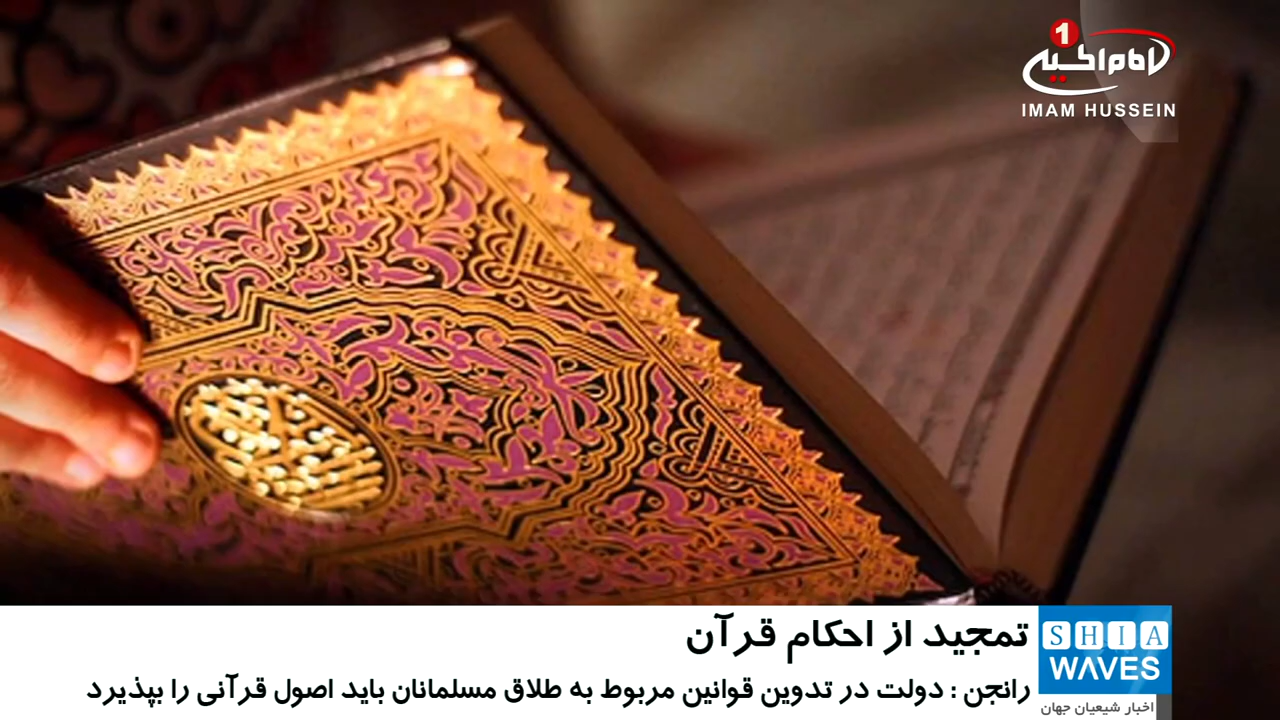 1
امام حسین
IMAM HUSSEIN
تمجید از احکام قرآن
رانجن : دولت در تدوین قوانین مربوط به طلاق مسلمانان باید اصول قرآنی را بپذیرد
SHIA
WAVES
اخبار شیعیان جهان